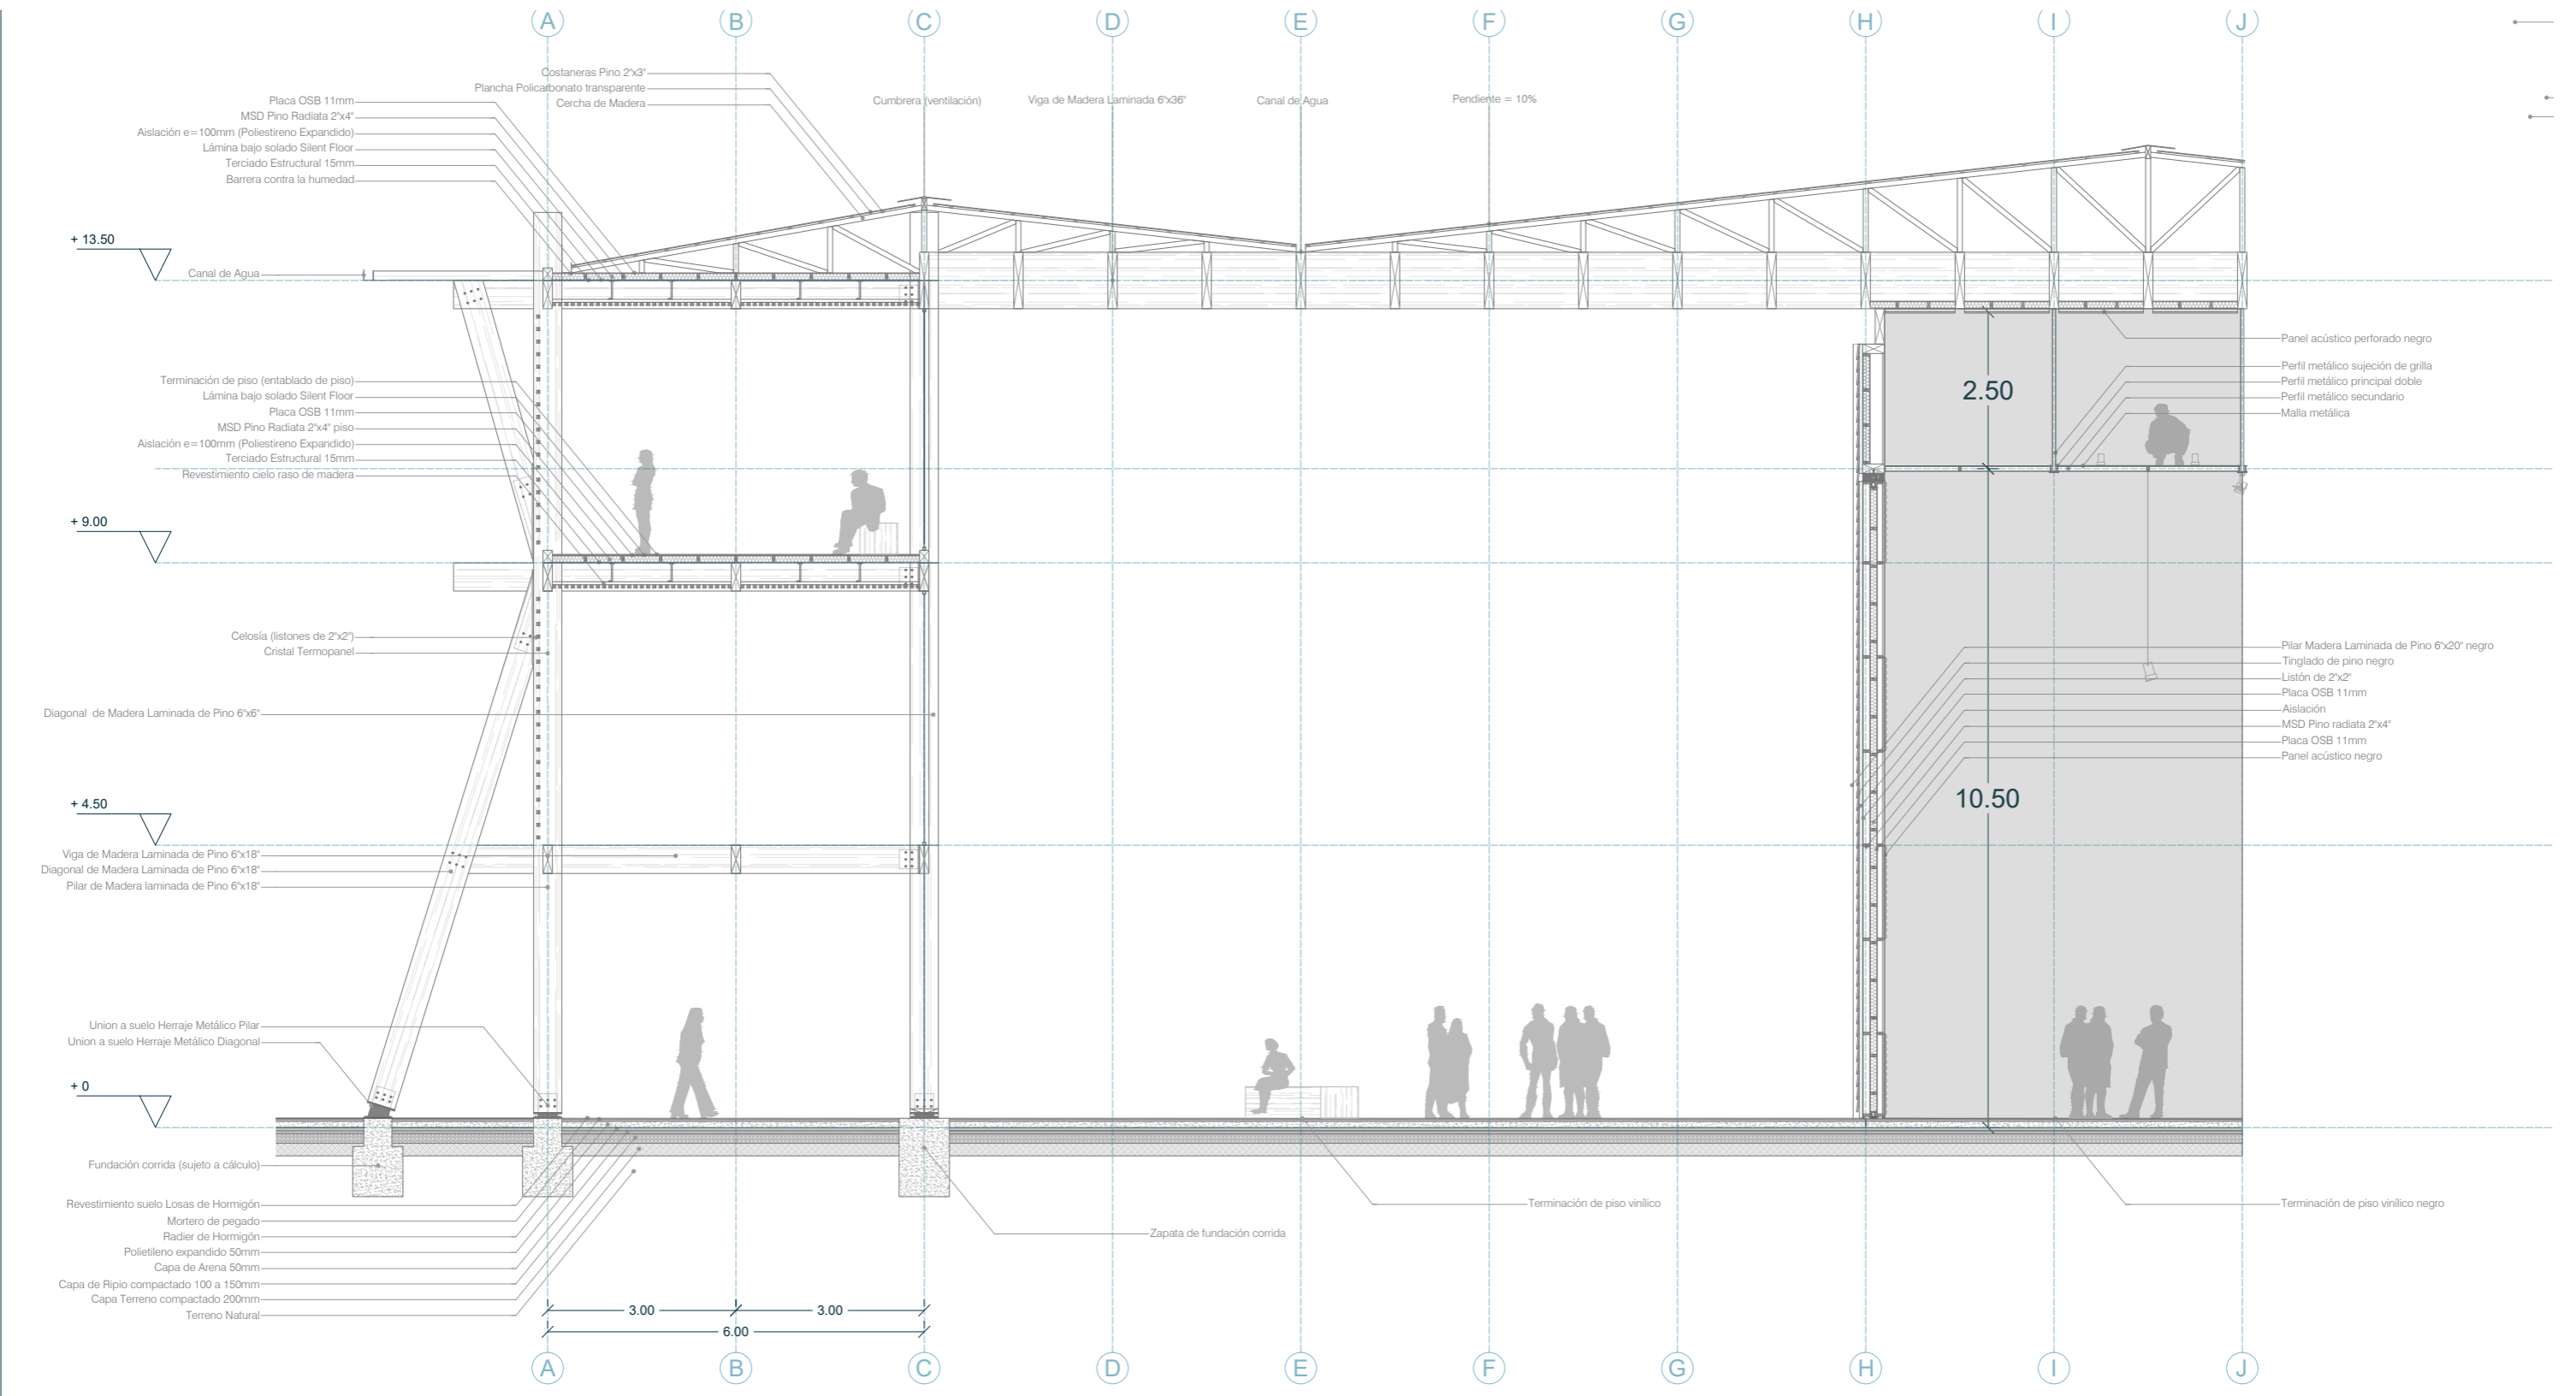 A B C D E F G H I J
Costaneras Pino 2"x3"
Plancha Policarbonato transparente
Cercha de Madera
Cumbrera (ventilación)
Viga de Madera Laminada 6"x36"
Canal de Agua
Pendiente = 10%
Placa OSB 11mm
MSD Pino Radiata 2"x4"
Aislación e=100mm (Poliestireno Expandido)
Lámina bajo solado Silent Floor
Terciado Estructural 15mm
Barrera contra la humedad
+ 13.50
Canal de Agua
Panel acústico perforado negro
Perfil metálico sujeción de grilla
Perfil metálico principal doble
Perfil metálico secundario
Malla metálica
2.50
Terminación de piso (entablado de piso)
Lámina bajo solado Silent Floor
Placa OSB 11mm
MSD Pino Radiata 2"x4" piso
Aislación e=100mm (Poliestireno Expandido)
Terciado Estructural 15mm
Revestimiento cielo raso de madera
+ 9.00
Celosía (listones de 2"x2")
Cristal Termopanel
Diagonal de Madera Laminada de Pino 6"x6"
Pilar Madera Laminada de Pino 6"x20" negro
Tinglado de pino negro
Listón de 2"x2"
Placa OSB 11mm
Aislación
MSD Pino radiata 2"x4"
Placa OSB 11mm
Panel acústico negro
10.50
+ 4.50
Viga de Madera Laminada de Pino 6"x18"
Diagonal de Madera Laminada de Pino 6"x18"
Pilar de Madera laminada de Pino 6"x18"
Union a suelo Herraje Metálico Pilar
Union a suelo Herraje Metálico Diagonal
+ 0
Fundación corrida (sujeto a cálculo)
Revestimiento suelo Losas de Hormigón
Mortero de pegado
Radier de Hormigón
Polietileno expandido 50mm
Capa de Arena 50mm
Capa de Ripio compactado 100 a 150mm
Capa Terreno compactado 200mm
Terreno Natural
Zapata de fundación corrida
Terminación de piso vinílico
Terminación de piso vinílico negro
3.00
3.00
6.00
A B C D E F G H I J